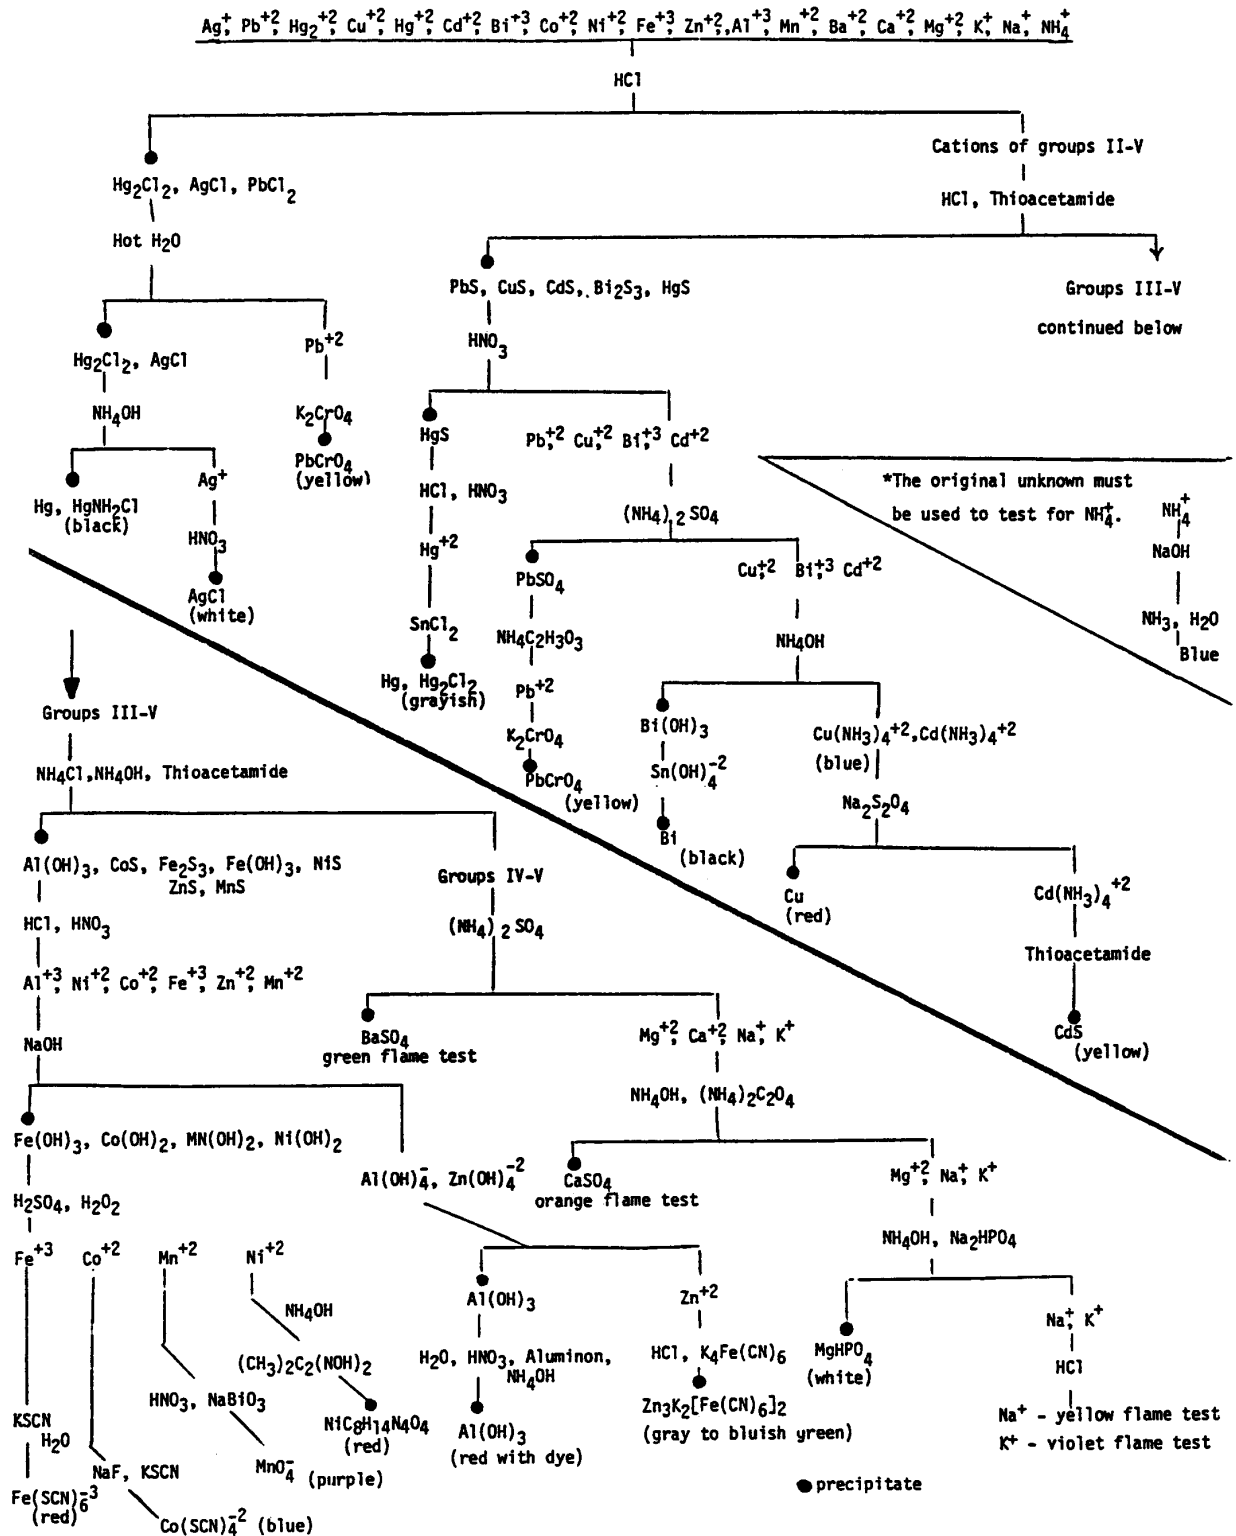 Ag⁺, Pb⁺², Hg₂⁺², Cu⁺², Hg⁺², Cd⁺², Bi⁺³, Co⁺², Ni⁺², Fe⁺³, Zn⁺², Al⁺³, Mn⁺², Ba⁺², Ca⁺², Mg⁺², K⁺, Na⁺, NH₄⁺
HCl
Hg₂Cl₂, AgCl, PbCl₂
Hot H₂O
Hg₂Cl₂, AgCl
Pb⁺²
NH₄OH
K₂CrO₄
PbCrO₄
(yellow)
Hg, HgNH₂Cl
(black)
Ag⁺
HNO₃
AgCl
(white)
Cations of groups II-V
HCl, Thioacetamide
PbS, CuS, CdS, Bi₂S₃, HgS
Groups III-V
continued below
HNO₃
HgS
HCl, HNO₃
Hg⁺²
SnCl₂
Hg, Hg₂Cl₂
(grayish)
Pb⁺², Cu⁺², Bi⁺³, Cd⁺²
(NH₄)₂SO₄
PbSO₄
NH₄C₂H₃O₃
Pb⁺²
K₂CrO₄
PbCrO₄
(yellow)
Cu⁺², Bi⁺³, Cd⁺²
NH₄OH
Bi(OH)₃
Sn(OH)₄⁻²
Bi
(black)
Cu(NH₃)₄⁺²,Cd(NH₃)₄⁺²
(blue)
Na₂S₂O₄
Cu
(red)
Cd(NH₃)₄⁺²
Thioacetamide
CdS
(yellow)
*The original unknown must
be used to test for NH₄⁺.
NH₄⁺
NaOH
NH₃, H₂O
Blue
Groups III-V
NH₄Cl,NH₄OH, Thioacetamide
Al(OH)₃, CoS, Fe₂S₃, Fe(OH)₃, NiS
ZnS, MnS
HCl, HNO₃
Al⁺³, Ni⁺², Co⁺², Fe⁺³, Zn⁺², Mn⁺²
NaOH
Groups IV-V
(NH₄)₂SO₄
BaSO₄
green flame test
Mg⁺², Ca⁺², Na⁺, K⁺
NH₄OH, (NH₄)₂C₂O₄
CaSO₄
orange flame test
Mg⁺², Na⁺, K⁺
NH₄OH, Na₂HPO₄
MgHPO₄
(white)
Na⁺, K⁺
HCl
Na⁺ - yellow flame test
K⁺ - violet flame test
Fe(OH)₃, Co(OH)₂, MN(OH)₂, Ni(OH)₂
H₂SO₄, H₂O₂
Fe⁺³ Co⁺² Mn⁺² Ni⁺²
KSCN
H₂O
Fe(SCN)₆⁻³
(red)
NaF, KSCN
Co(SCN)₄⁻² (blue)
HNO₃, NaBiO₃
MnO₄⁻ (purple)
NH₄OH
(CH₃)₂C₂(NOH)₂
NiC₈H₁₄N₄O₄
(red)
Al(OH)₄⁻, Zn(OH)₄⁻²
Al(OH)₃
H₂O, HNO₃, Aluminon,
NH₄OH
Al(OH)₃
(red with dye)
Zn⁺²
HCl, K₄Fe(CN)₆
Zn₃K₂[Fe(CN)₆]₂
(gray to bluish green)
precipitate